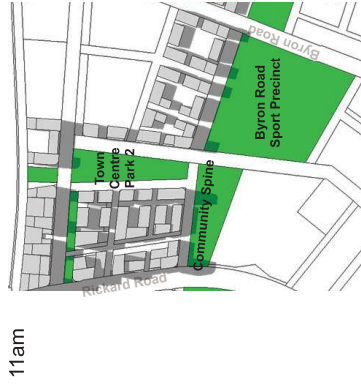 Byron Road
Byron Road
Sport Precinct
Town
Centre
Park 2
Community Spine
Rickard Road
11am